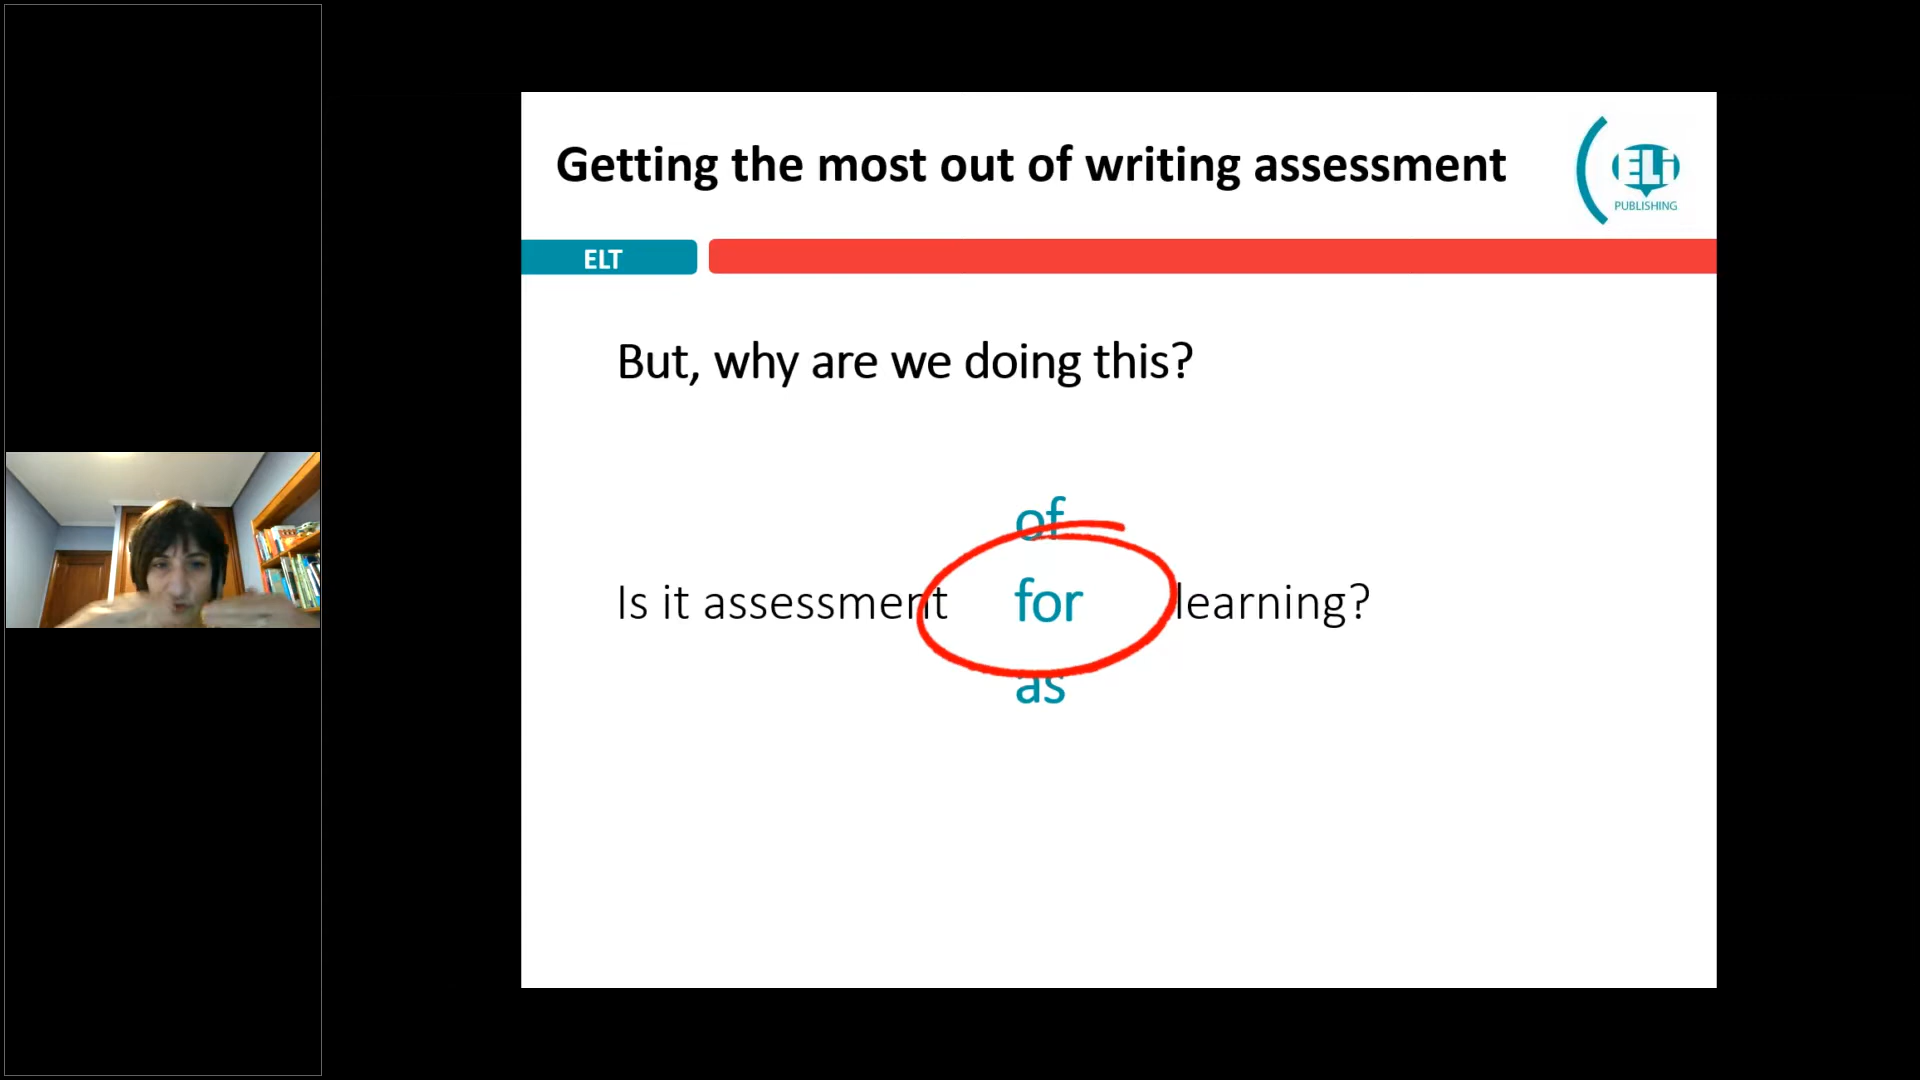 Getting the most out of writing assessment
ELi
PUBLISHING
ELT
But, why are we doing this?
of
Is it assessment for learning?
as